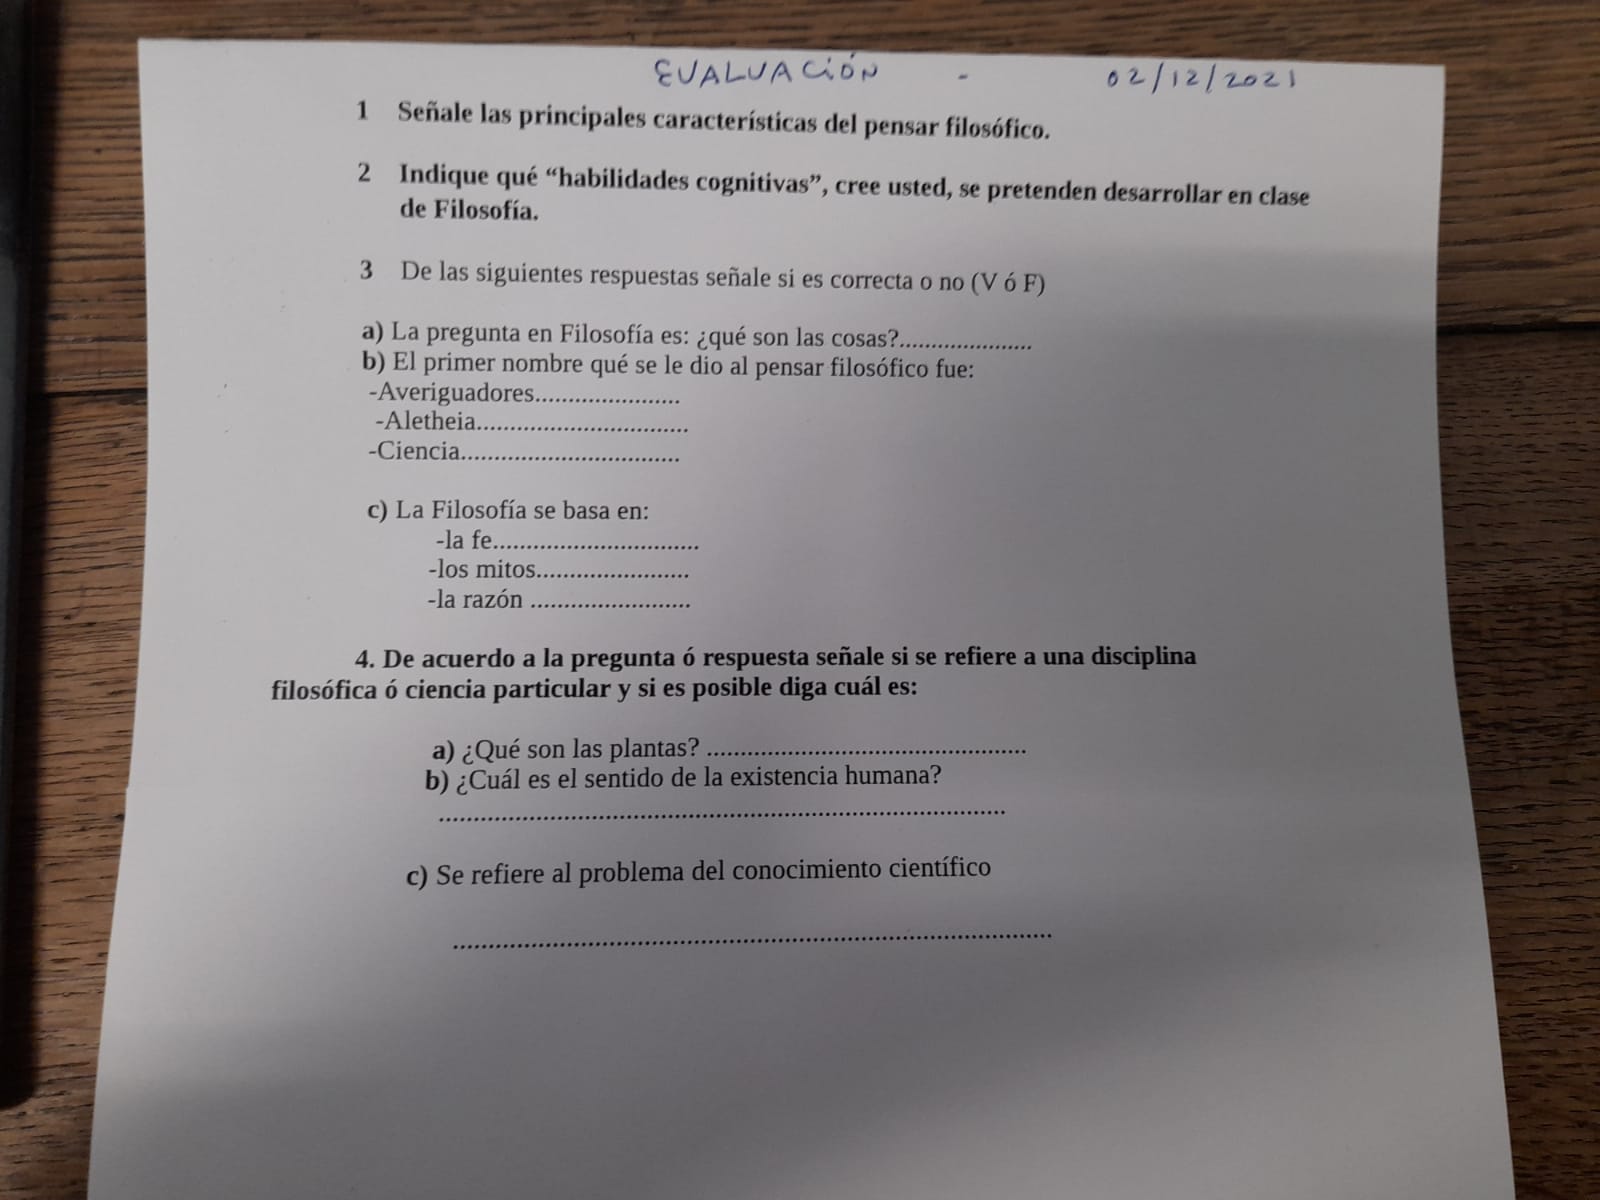 EVALUACIÓN - 02/12/2021
1 Señale las principales características del pensar filosófico.
2 Indique qué “habilidades cognitivas”, cree usted, se pretenden desarrollar en clase
de Filosofía.
3 De las siguientes respuestas señale si es correcta o no (V ó F)
a) La pregunta en Filosofía es: ¿qué son las cosas?....................
b) El primer nombre qué se le dio al pensar filosófico fue:
-Averiguadores......................
-Aletheia................................
-Ciencia.................................
c) La Filosofía se basa en:
-la fe...............................
-los mitos.......................
-la razón ........................
4. De acuerdo a la pregunta ó respuesta señale si se refiere a una disciplina
filosófica ó ciencia particular y si es posible diga cuál es:
a) ¿Qué son las plantas? ................................................
b) ¿Cuál es el sentido de la existencia humana?
.....................................................................................
c) Se refiere al problema del conocimiento científico
..........................................................................................